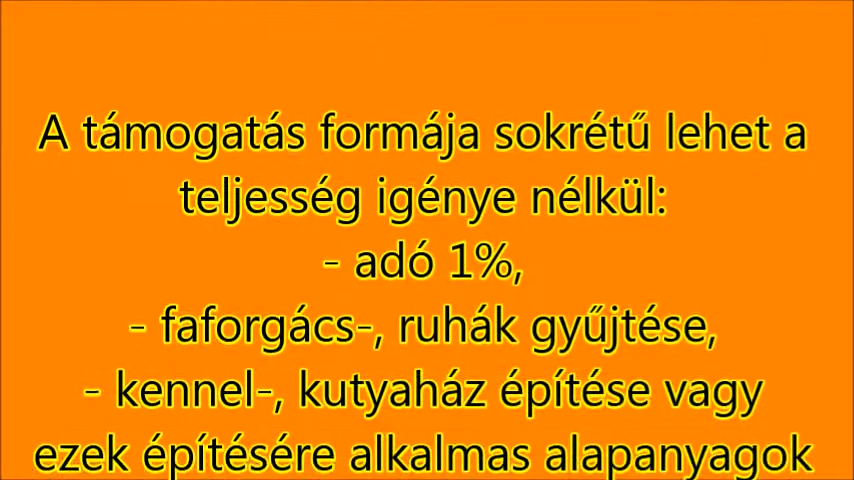 A támogatás formája sokrétű lehet a
teljesség igénye nélkül:
- adó 1%,
- faforgács-, ruhák gyűjtése,
- kennel-, kutyaház építése vagy
ezek építésére alkalmas alapanyagok